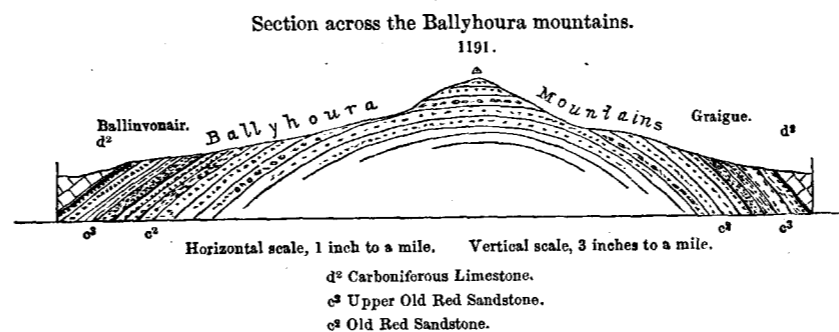 Section across the Ballyhoura mountains.
1191.
Ballyhoura Mountains
Ballinvonair.
d²
Graigue.
d²
c³ c² c² c³
Horizontal scale, 1 inch to a mile. Vertical scale, 3 inches to a mile.
d² Carboniferous Limestone.
c³ Upper Old Red Sandstone.
c² Old Red Sandstone.